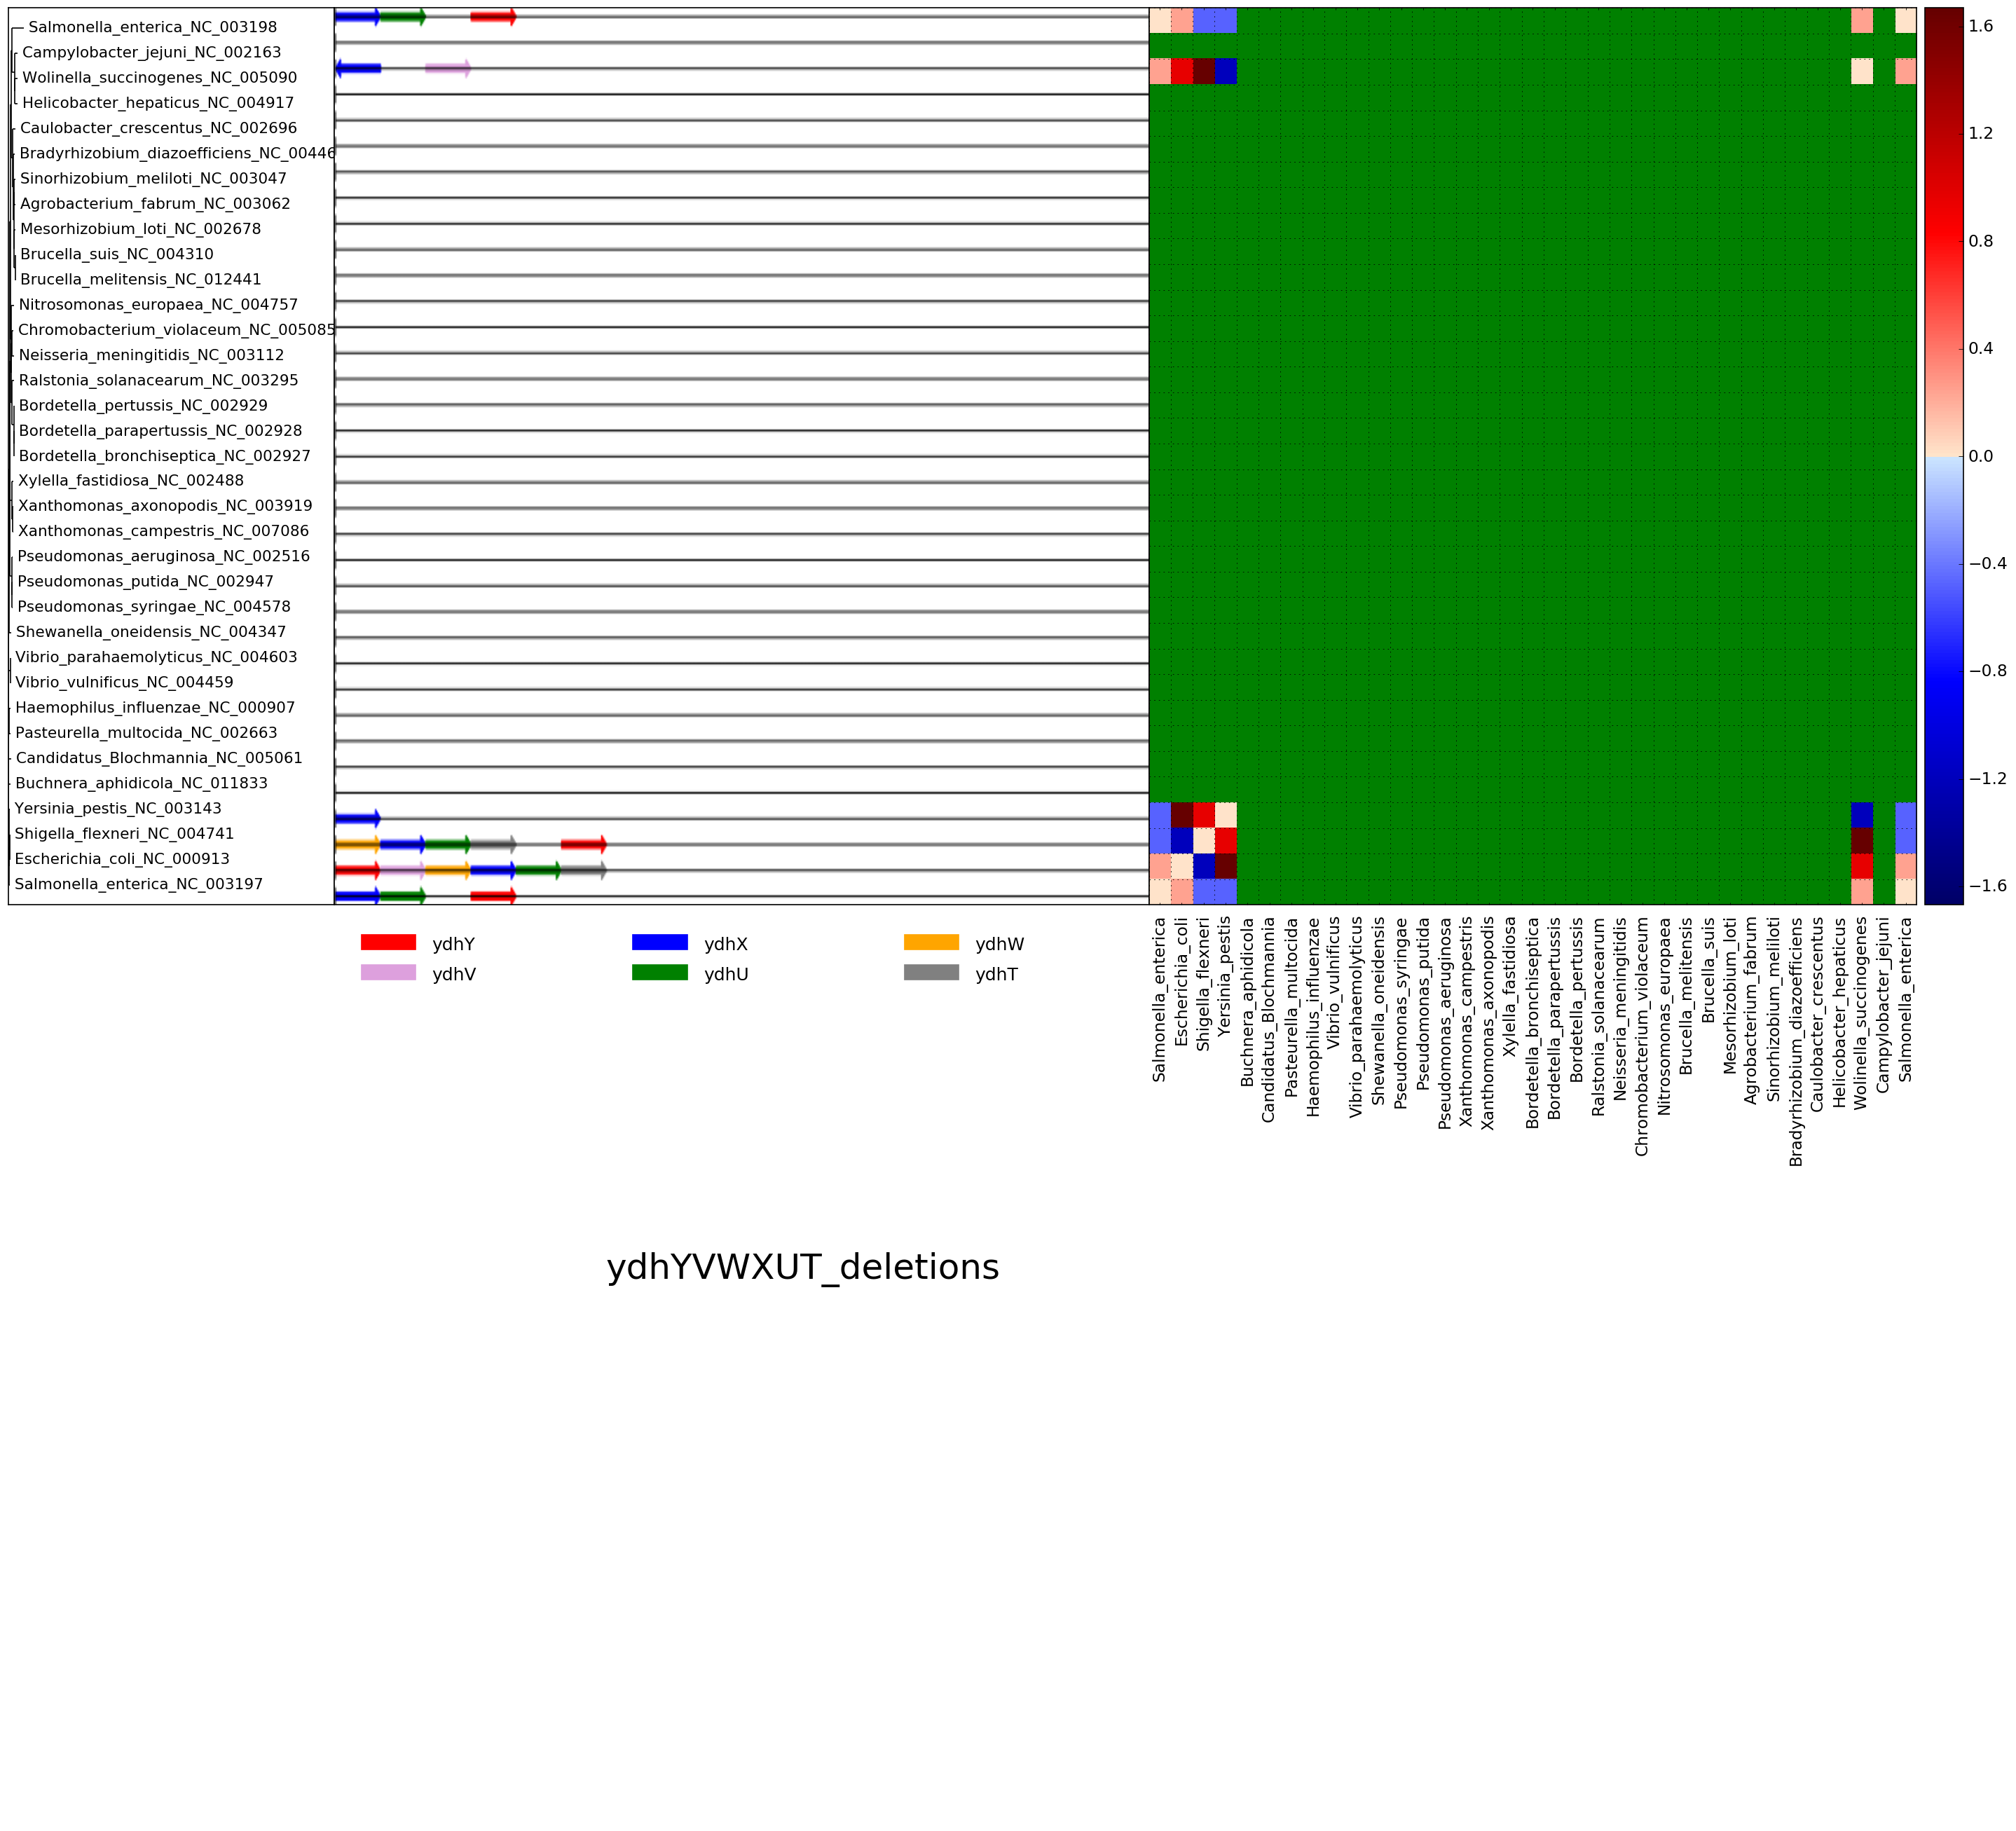 Salmonella_enterica_NC_003198
Campylobacter_jejuni_NC_002163
Wolinella_succinogenes_NC_005090
Helicobacter_hepaticus_NC_004917
Caulobacter_crescentus_NC_002696
Bradyrhizobium_diazoefficiens_NC_00446
Sinorhizobium_meliloti_NC_003047
Agrobacterium_fabrum_NC_003062
Mesorhizobium_loti_NC_002678
Brucella_suis_NC_004310
Brucella_melitensis_NC_012441
Nitrosomonas_europaea_NC_004757
Chromobacterium_violaceum_NC_005085
Neisseria_meningitidis_NC_003112
Ralstonia_solanacearum_NC_003295
Bordetella_pertussis_NC_002929
Bordetella_parapertussis_NC_002928
Bordetella_bronchiseptica_NC_002927
Xylella_fastidiosa_NC_002488
Xanthomonas_axonopodis_NC_003919
Xanthomonas_campestris_NC_007086
Pseudomonas_aeruginosa_NC_002516
Pseudomonas_putida_NC_002947
Pseudomonas_syringae_NC_004578
Shewanella_oneidensis_NC_004347
Vibrio_parahaemolyticus_NC_004603
Vibrio_vulnificus_NC_004459
Haemophilus_influenzae_NC_000907
Pasteurella_multocida_NC_002663
Candidatus_Blochmannia_NC_005061
Buchnera_aphidicola_NC_011833
Yersinia_pestis_NC_003143
Shigella_flexneri_NC_004741
Escherichia_coli_NC_000913
Salmonella_enterica_NC_003197
1.6
1.2
0.8
0.4
0.0
−0.4
−0.8
−1.2
−1.6
ydhY ydhX ydhW
ydhV ydhU ydhT
Salmonella_enterica
Escherichia_coli
Shigella_flexneri
Yersinia_pestis
Buchnera_aphidicola
Candidatus_Blochmannia
Pasteurella_multocida
Haemophilus_influenzae
Vibrio_vulnificus
Vibrio_parahaemolyticus
Shewanella_oneidensis
Pseudomonas_syringae
Pseudomonas_putida
Pseudomonas_aeruginosa
Xanthomonas_campestris
Xanthomonas_axonopodis
Xylella_fastidiosa
Bordetella_bronchiseptica
Bordetella_parapertussis
Bordetella_pertussis
Ralstonia_solanacearum
Neisseria_meningitidis
Chromobacterium_violaceum
Nitrosomonas_europaea
Brucella_melitensis
Brucella_suis
Mesorhizobium_loti
Agrobacterium_fabrum
Sinorhizobium_meliloti
Bradyrhizobium_diazoefficiens
Caulobacter_crescentus
Helicobacter_hepaticus
Wolinella_succinogenes
Campylobacter_jejuni
Salmonella_enterica
ydhYVWXUT_deletions